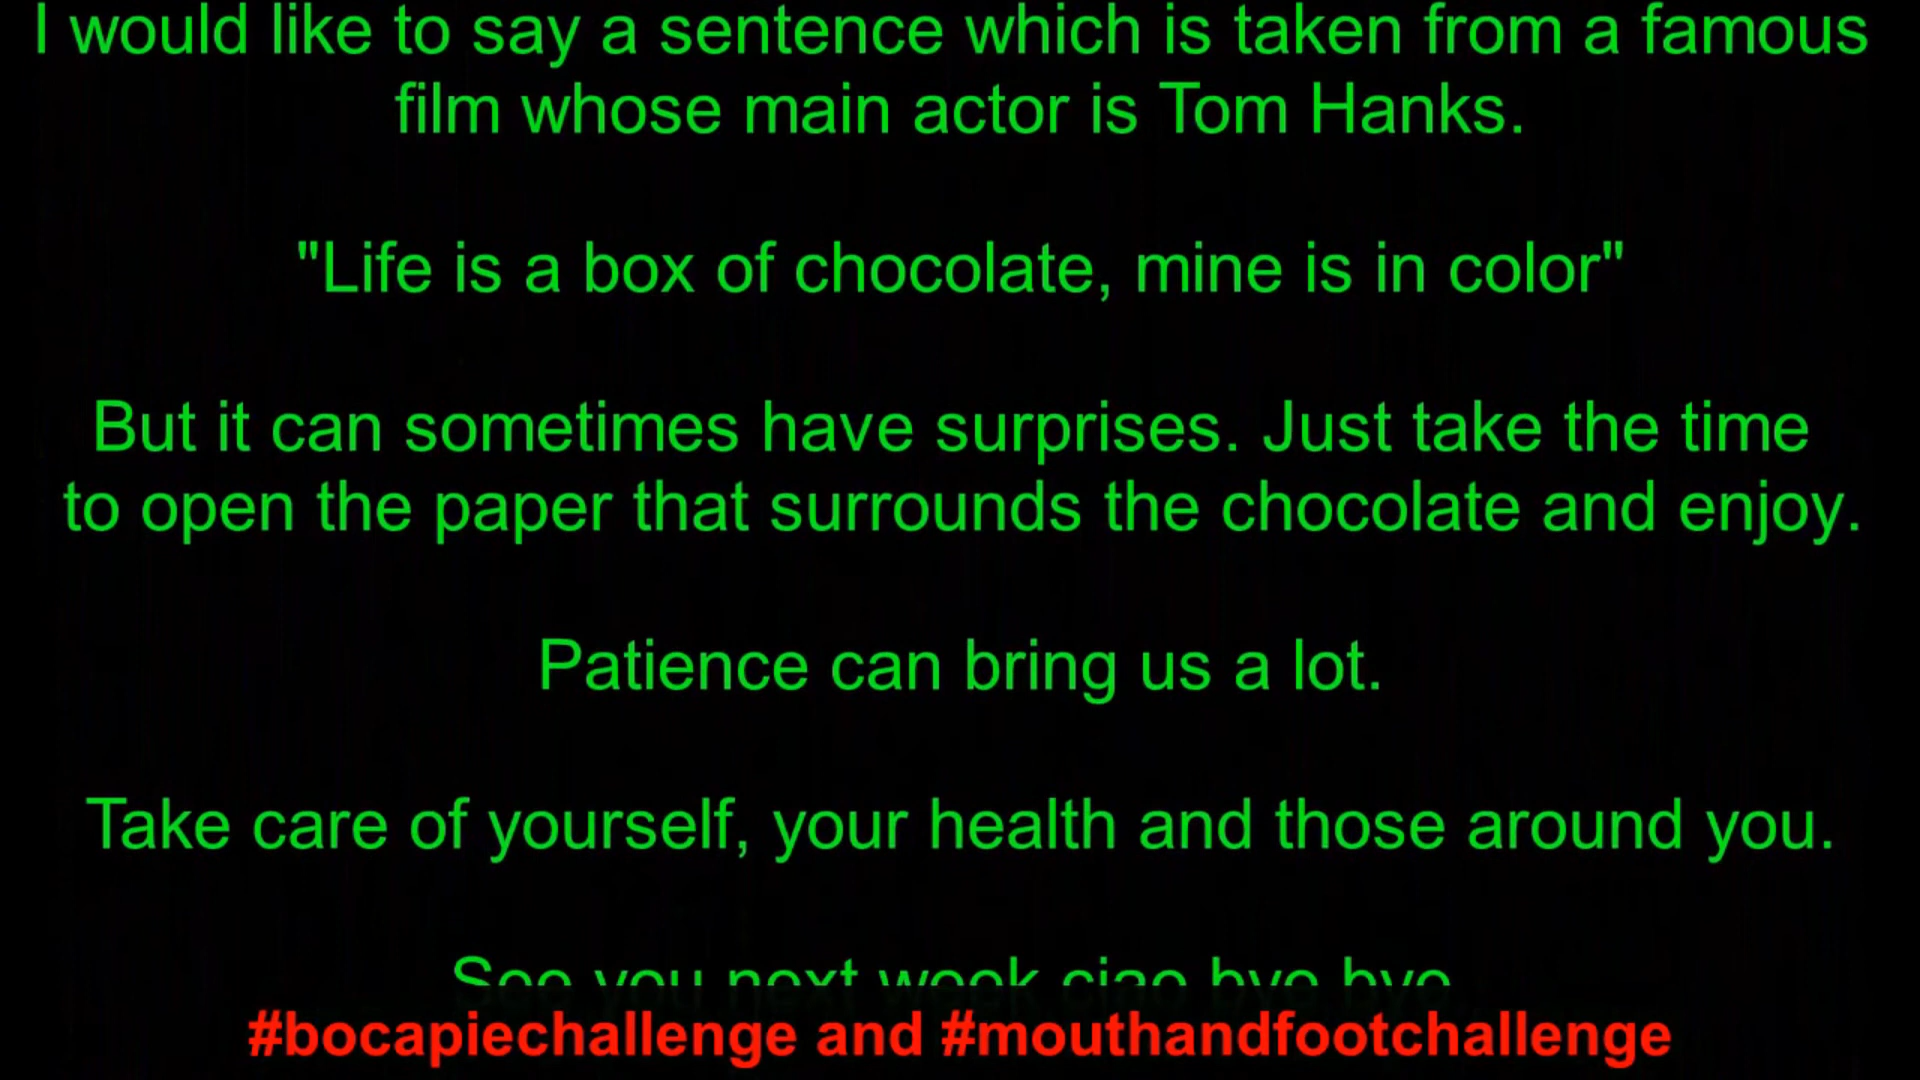 I would like to say a sentence which is taken from a famous
film whose main actor is Tom Hanks.
"Life is a box of chocolate, mine is in color"
But it can sometimes have surprises. Just take the time
to open the paper that surrounds the chocolate and enjoy.
Patience can bring us a lot.
Take care of yourself, your health and those around you.
See you next week ciao bye bye.
#bocapiechallenge and #mouthandfootchallenge